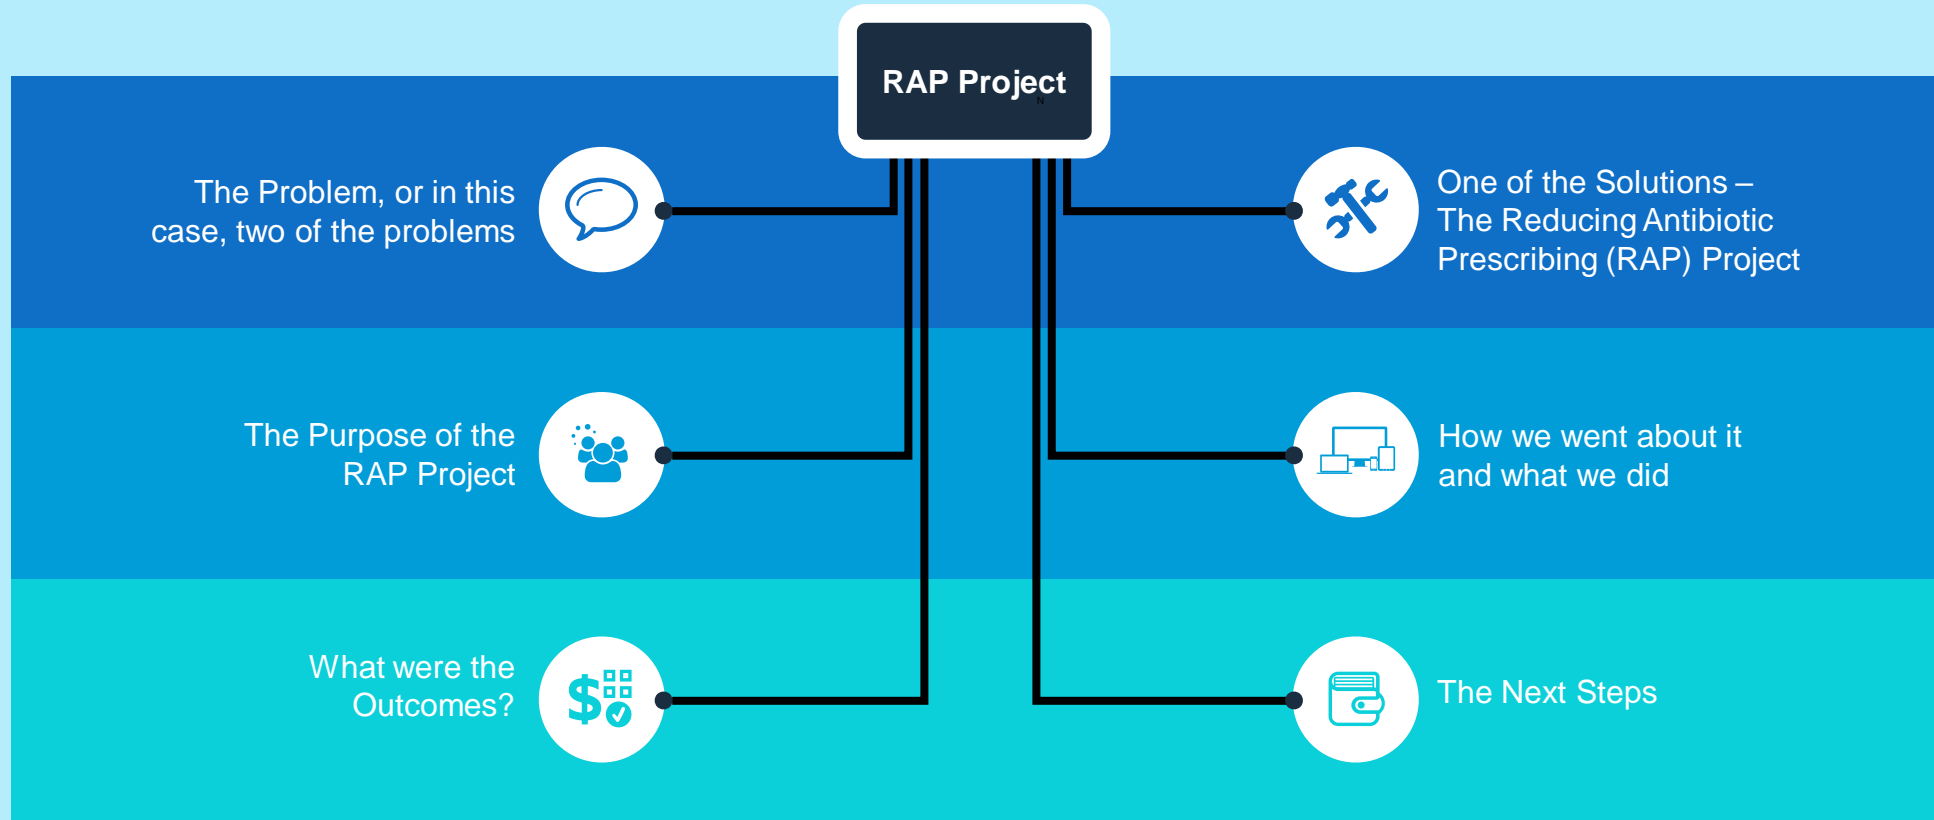 RAP Project
N
The Problem, or in this
case, two of the problems
One of the Solutions –
The Reducing Antibiotic
Prescribing (RAP) Project
The Purpose of the
RAP Project
How we went about it
and what we did
What were the
Outcomes?
$
The Next Steps